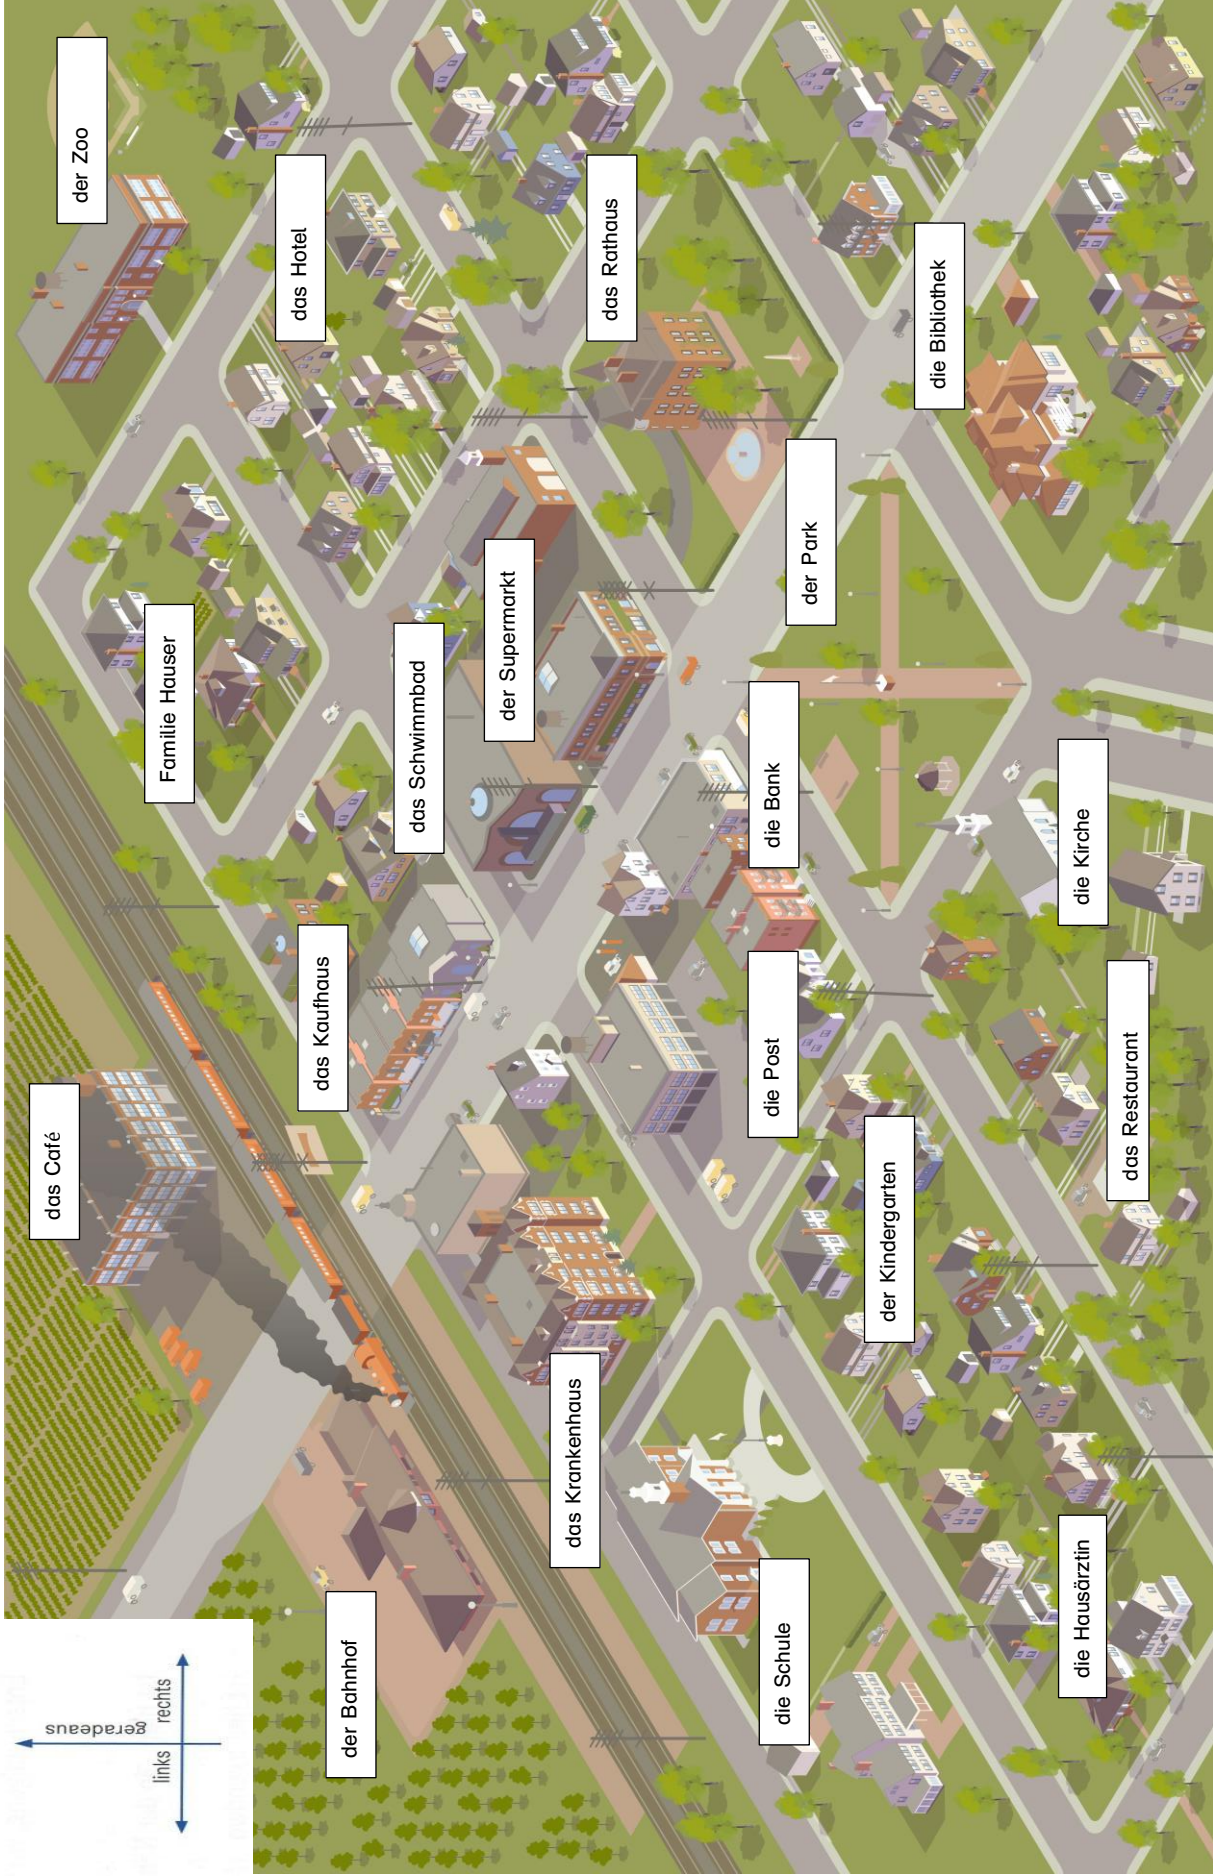 geradeaus
links rechts
das Café
der Zoo
Familie Hauser
das Hotel
das Kaufhaus
der Bahnhof
das Schwimmbad
der Supermarkt
das Krankenhaus
das Rathaus
die Schule
die Post
die Bank
der Park
der Kindergarten
die Bibliothek
die Hausärztin
die Kirche
das Restaurant